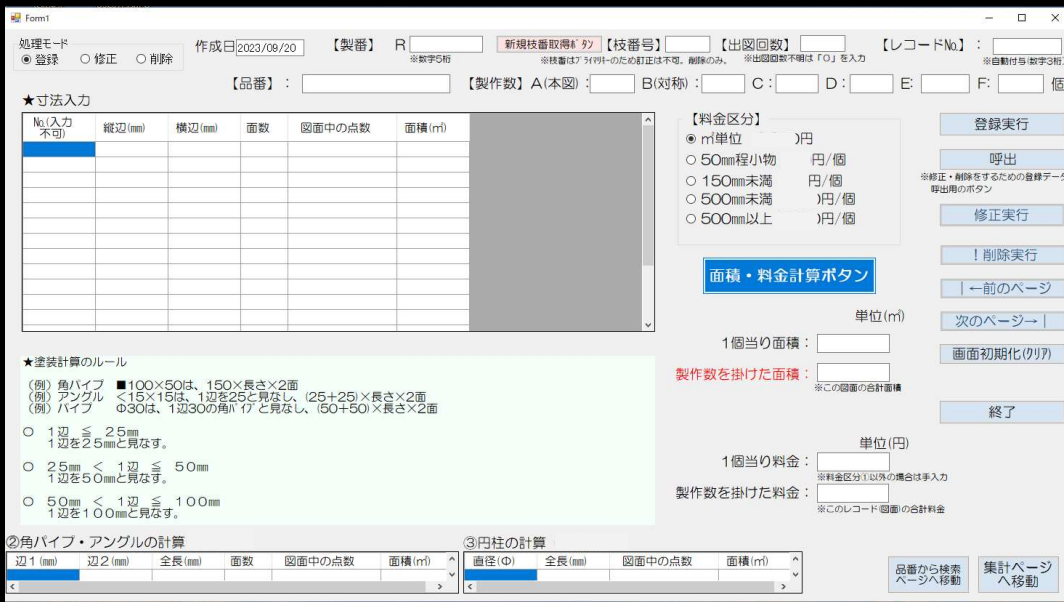 Form1
処理モード
登録 修正 削除
作成日 2023/09/20
【製番】 R
※数字5桁
新規枝番取得ﾎﾞﾀﾝ 【枝番号】
※枝番はﾌﾟﾗｲﾏﾘｷｰのため訂正は不可。削除のみ。
【出図回数】
※出図回数不明は「0」を入力
【レコードNo.】：
※自動付与(数字3桁)
【品番】：
【製作数】A(本図)： B(対称)： C： D： E： F： 個
★寸法入力
No.(入力不可) 縦辺(mm) 横辺(mm) 面数 図面中の点数 面積(㎡)
【料金区分】
㎡単位 )円
50mm程小物 円/個
150mm未満 円/個
500mm未満 )円/個
500mm以上 )円/個
登録実行
呼出
※修正・削除をするための登録データ
呼出用のボタン
修正実行
！削除実行
|←前のページ
次のページ→|
画面初期化(ｸﾘｱ)
終了
面積・料金計算ボタン
単位(㎡)
1個当り面積：
製作数を掛けた面積：
※この図面の合計面積
単位(円)
1個当り料金：
※料金区分①以外の場合は手入力
製作数を掛けた料金：
※このレコード(図面)の合計料金
★塗装計算のルール
(例) 角パイプ ■100×50は、150×長さ×2面
(例) アングル <15×15は、1辺を25と見なし、(25+25)×長さ×2面
(例) パイプ Φ30は、1辺30の角ﾊﾟｲﾌﾟと見なし、(50+50)×長さ×2面
○ 1辺 ≦ 25mm
1辺を25mmと見なす。
○ 25mm < 1辺 ≦ 50mm
1辺を50mmと見なす。
○ 50mm < 1辺 ≦ 100mm
1辺を100mmと見なす。
②角パイプ・アングルの計算
辺1(mm) 辺2(mm) 全長(mm) 面数 図面中の点数 面積(㎡)
③円柱の計算
直径(Φ) 全長(mm) 図面中の点数 面積(㎡)
品番から検索
ページへ移動
集計ページ
へ移動